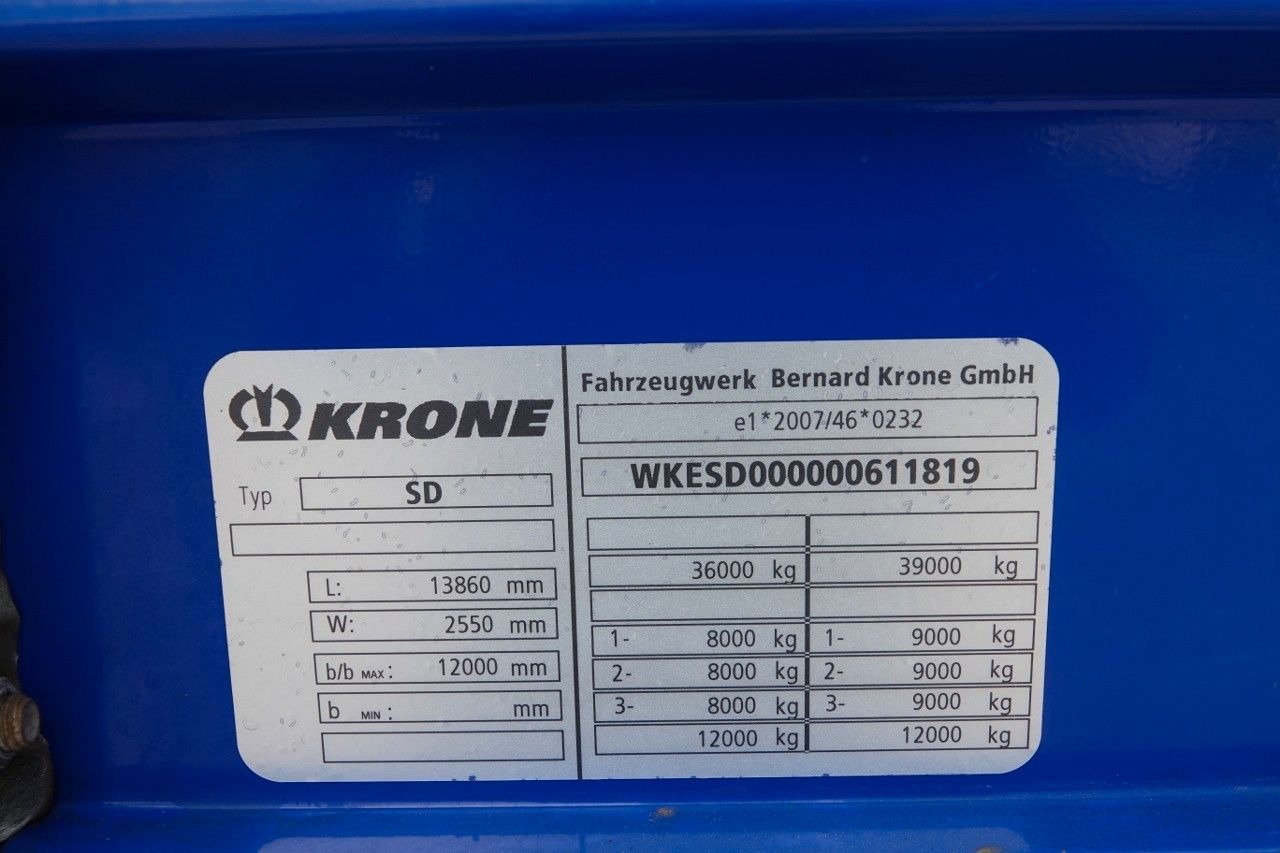 KRONE
Typ SD
L: 13860 mm
W: 2550 mm
b/b MAX: 12000 mm
b MIN: mm
Fahrzeugwerk Bernard Krone GmbH
e1*2007/46*0232
WKESD000000611819
36000 kg 39000 kg
1- 8000 kg 1- 9000 kg
2- 8000 kg 2- 9000 kg
3- 8000 kg 3- 9000 kg
12000 kg 12000 kg